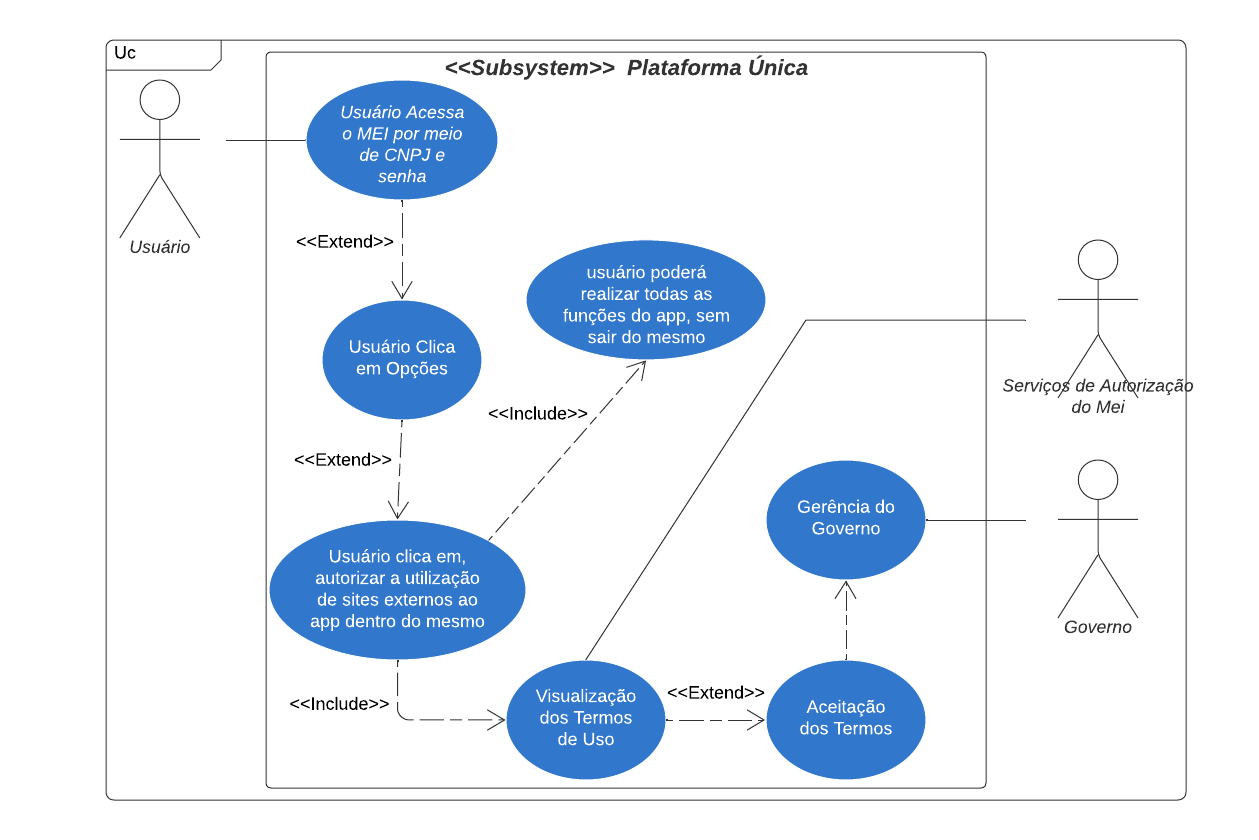 Uc
<<Subsystem>> Plataforma Única
Usuário Acessa
o MEI por meio
de CNPJ e
senha
Usuário
<<Extend>>
usuário poderá
realizar todas as
funções do app, sem
sair do mesmo
Usuário Clica
em Opções
Serviços de Autorização
do Mei
<<Include>>
<<Extend>>
Gerência do
Governo
Usuário clica em,
autorizar a utilização
de sites externos ao
app dentro do mesmo
Governo
<<Include>>
Visualização
dos Termos
de Uso
<<Extend>>
Aceitação
dos Termos